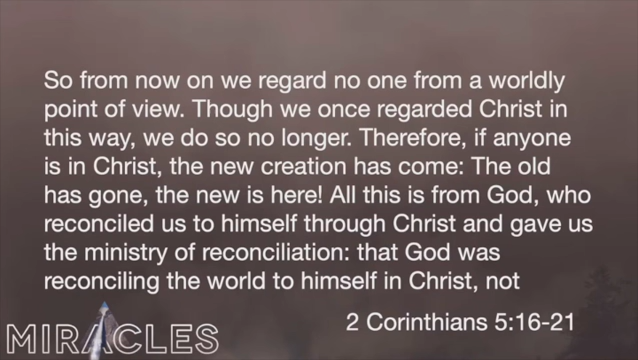 So from now on we regard no one from a worldly
point of view. Though we once regarded Christ in
this way, we do so no longer. Therefore, if anyone
is in Christ, the new creation has come: The old
has gone, the new is here! All this is from God, who
reconciled us to himself through Christ and gave us
the ministry of reconciliation: that God was
reconciling the world to himself in Christ, not
2 Corinthians 5:16-21
MIRACLES